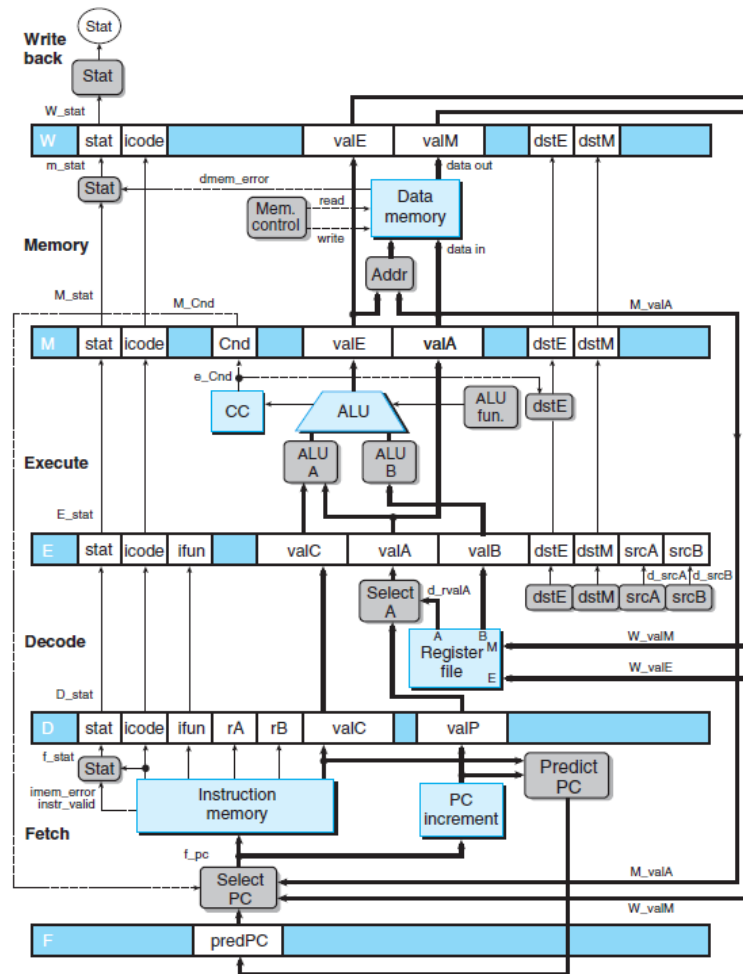 Write
back
Stat
Stat
W_stat
W stat icode valE valM dstE dstM
m_stat
data out
Stat
dmem_error
Data
memory
Mem.
control
read
write
data in
Memory
Addr
M_stat
M_Cnd
M_valA
M stat icode Cnd valE valA dstE dstM
e_Cnd
CC
ALU
ALU
fun.
dstE
ALU
A
ALU
B
Execute
E_stat
E stat icode ifun valC valA valB dstE dstM srcA srcB
d_srcA d_srcB
dstE dstM srcA srcB
Select
A
d_rvalA
A B
M
Register
file
E
W_valM
W_valE
Decode
D_stat
D stat icode ifun rA rB valC valP
f_stat
Stat
imem_error
instr_valid
Instruction
memory
PC
increment
Predict
PC
Fetch
f_pc
Select
PC
M_valA
W_valM
F predPC